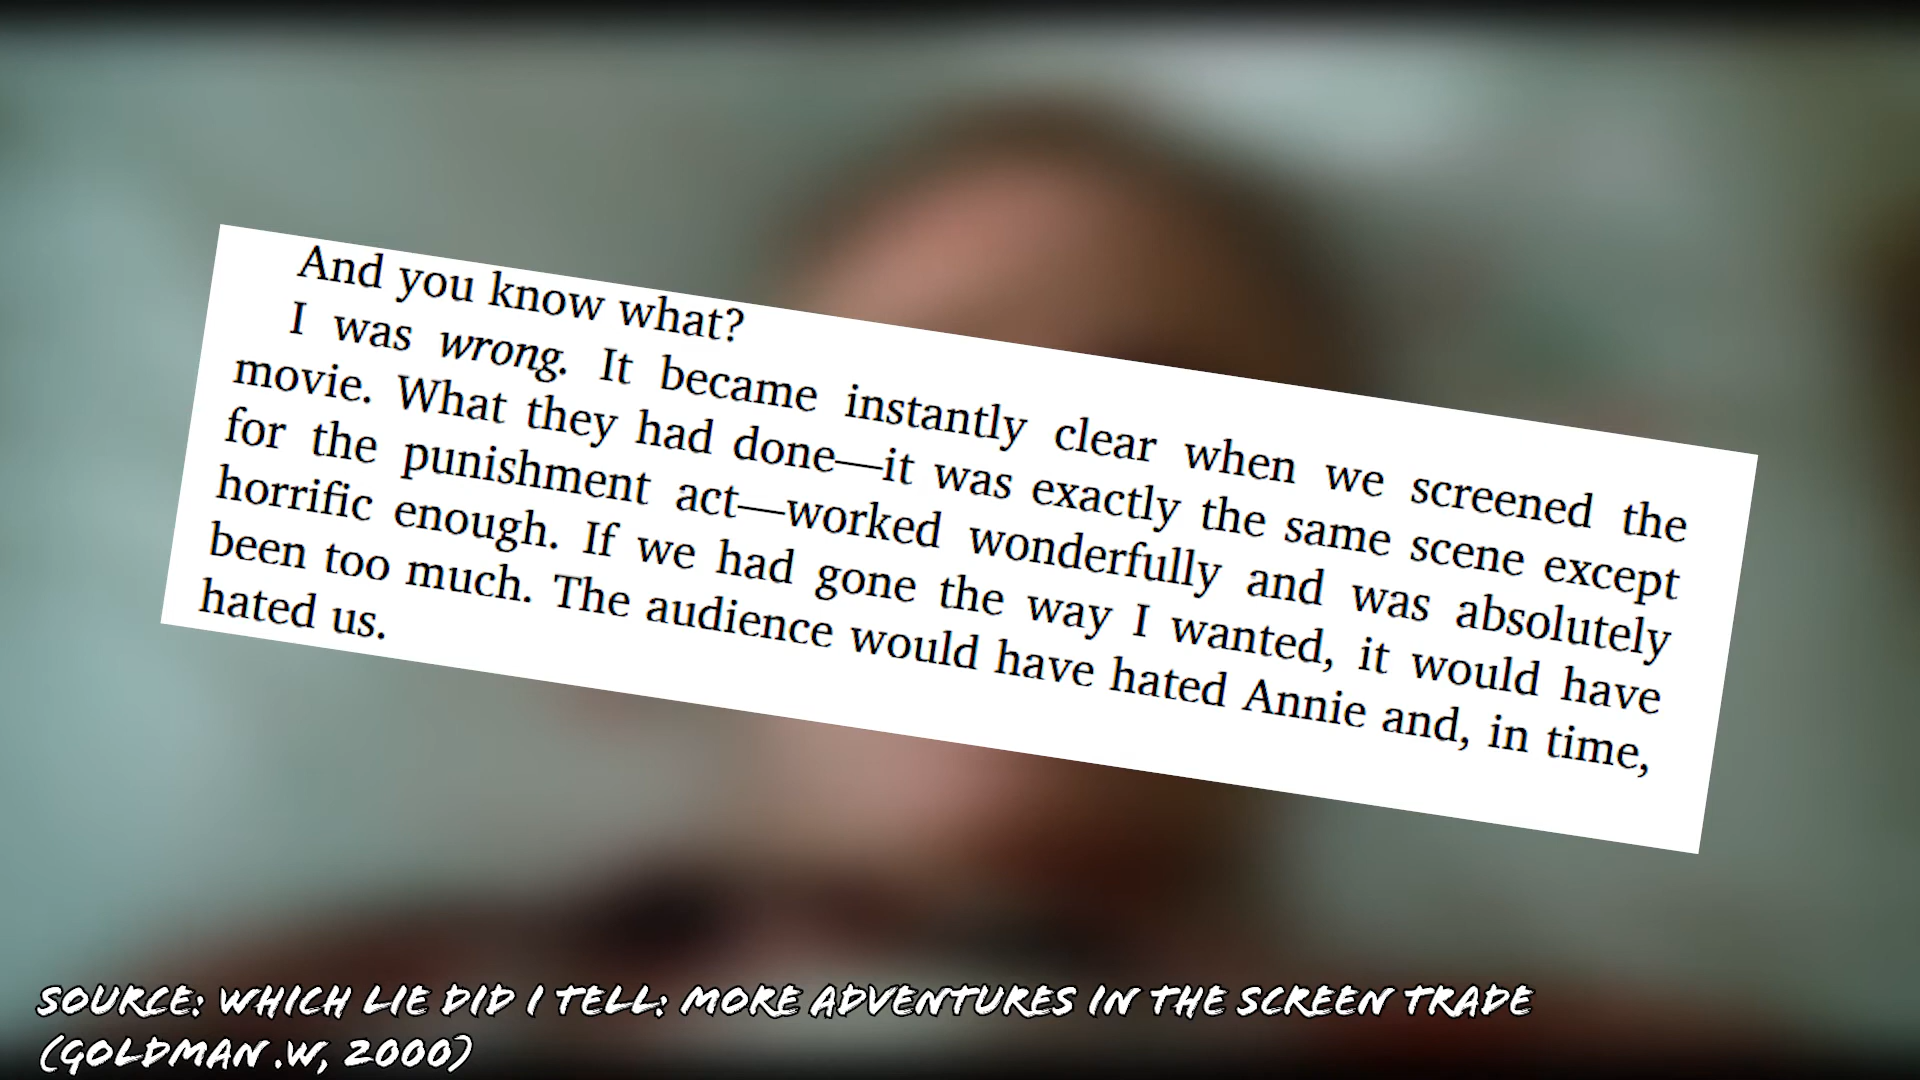 And you know what?
I was wrong. It became instantly clear when we screened the
movie. What they had done—it was exactly the same scene except
for the punishment act—worked wonderfully and was absolutely
horrific enough. If we had gone the way I wanted, it would have
been too much. The audience would have hated Annie and, in time,
hated us.
SOURCE: WHICH LIE DID I TELL: MORE ADVENTURES IN THE SCREEN TRADE
(GOLDMAN .W, 2000)